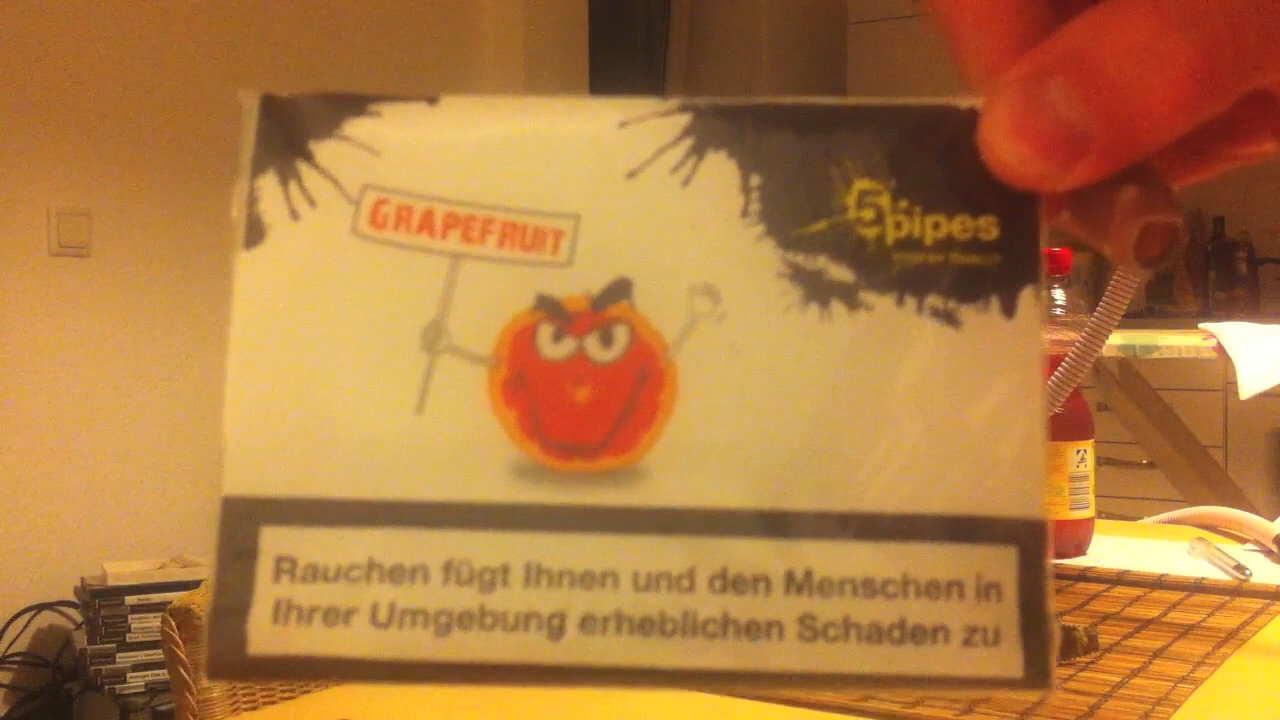 GRAPEFRUIT
5pipes
Rauchen fügt Ihnen und den Menschen in
Ihrer Umgebung erheblichen Schaden zu